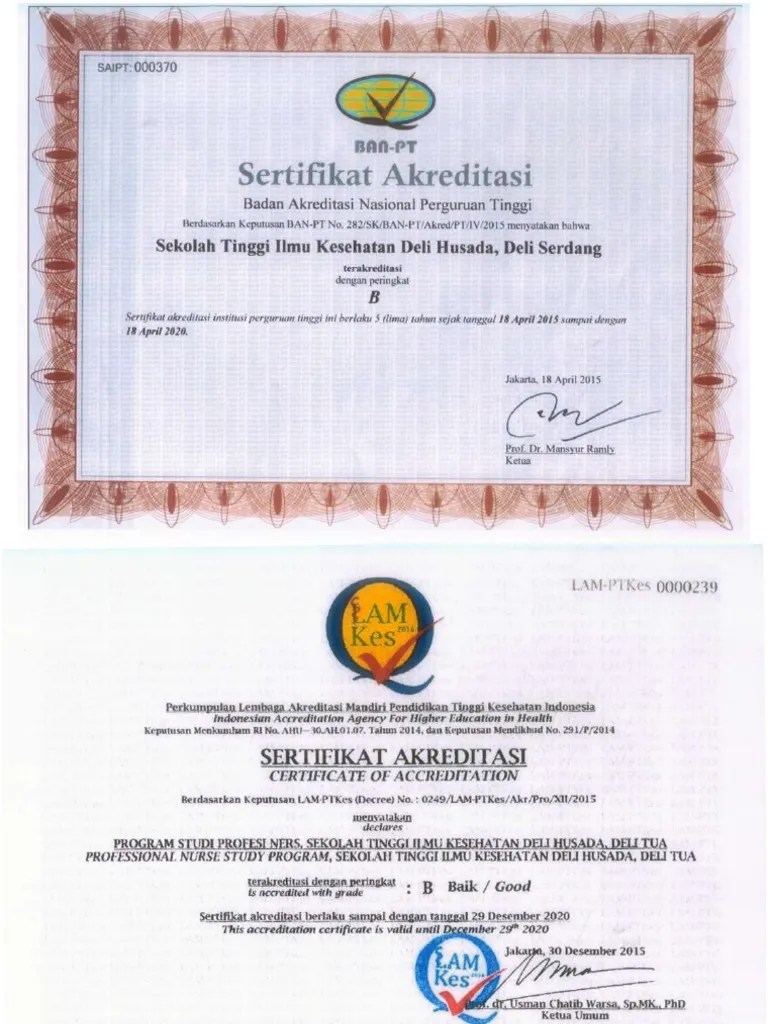 SAIPT: 000370
BAN-PT
Sertifikat Akreditasi
Badan Akreditasi Nasional Perguruan Tinggi
Berdasarkan Keputusan BAN-PT No. 282/SK/BAN-PT/Akred/PT/IV/2015 menyatakan bahwa
Sekolah Tinggi Ilmu Kesehatan Deli Husada, Deli Serdang
terakreditasi
dengan peringkat
B
Sertifikat akreditasi institusi perguruan tinggi ini berlaku 5 (lima) tahun sejak tanggal 18 April 2015 sampai dengan
18 April 2020.
Jakarta, 18 April 2015
Prof. Dr. Mansyur Ramly
Ketua
LAM-PTKes 0000239
LAM
Kes 2014
Perkumpulan Lembaga Akreditasi Mandiri Pendidikan Tinggi Kesehatan Indonesia
Indonesian Accreditation Agency For Higher Education in Health
Keputusan Menkumham RI No. AHU-30.AH.01.07. Tahun 2014, dan Keputusan Mendikbud No. 291/P/2014
SERTIFIKAT AKREDITASI
CERTIFICATE OF ACCREDITATION
Berdasarkan Keputusan LAM-PTKes (Decree) No. : 0249/LAM-PTKes/Akr/Pro/XII/2015
menyatakan
declares
PROGRAM STUDI PROFESI NERS, SEKOLAH TINGGI ILMU KESEHATAN DELI HUSADA, DELI TUA
PROFESSIONAL NURSE STUDY PROGRAM, SEKOLAH TINGGI ILMU KESEHATAN DELI HUSADA, DELI TUA
terakreditasi dengan peringkat
is accredited with grade
: B Baik / Good
Sertifikat akreditasi berlaku sampai dengan tanggal 29 Desember 2020
This accreditation certificate is valid until December 29th 2020
Jakarta, 30 Desember 2015
LAM
Kes 2014
Prof. dr. Usman Chatib Warsa, Sp.MK., PhD
Ketua Umum